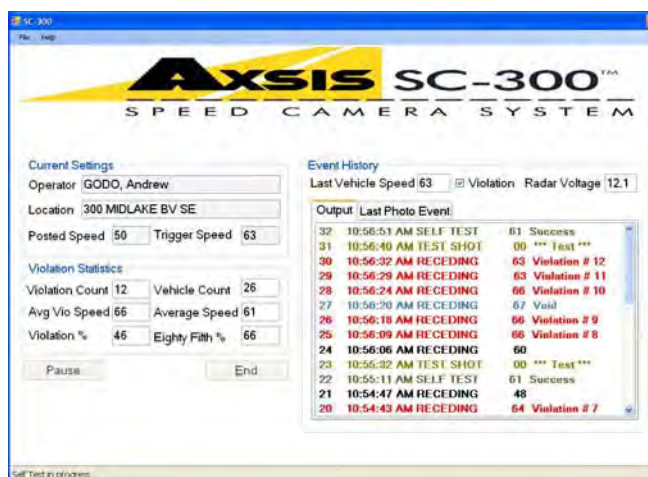 SC-300
File Help
AXSIS SC-300™
SPEED CAMERA SYSTEM
Current Settings
Operator GODO, Andrew
Location 300 MIDLAKE BV SE
Posted Speed 50 Trigger Speed 63
Violation Statistics
Violation Count 12 Vehicle Count 26
Avg Vio Speed 66 Average Speed 61
Violation % 46 Eighty Fifth % 66
Pause End
Event History
Last Vehicle Speed 63 Violation Radar Voltage 12.1
Output Last Photo Event
32 10:56:51 AM SELF TEST 61 Success
31 10:56:40 AM TEST SHOT 00 *** Test ***
30 10:56:32 AM RECEDING 63 Violation # 12
29 10:56:29 AM RECEDING 63 Violation # 11
28 10:56:24 AM RECEDING 66 Violation # 10
27 10:56:20 AM RECEDING 67 Void
26 10:56:18 AM RECEDING 66 Violation # 9
25 10:56:09 AM RECEDING 66 Violation # 8
24 10:56:06 AM RECEDING 60
23 10:55:32 AM TEST SHOT 00 *** Test ***
22 10:55:11 AM SELF TEST 61 Success
21 10:54:47 AM RECEDING 48
20 10:54:43 AM RECEDING 64 Violation # 7
Self Test in progress